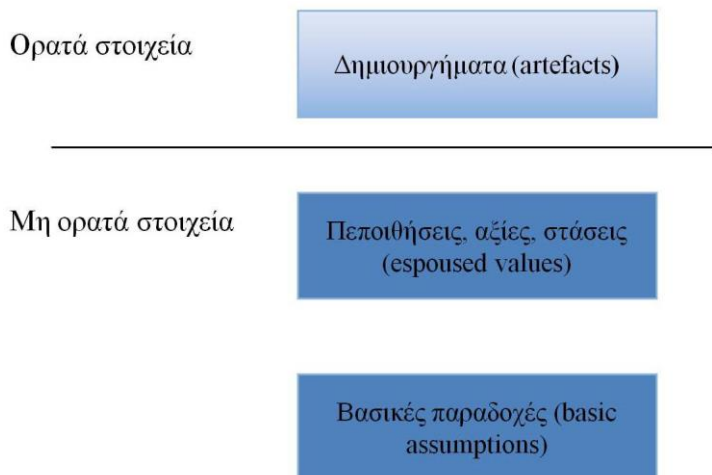 Ορατά στοιχεία
Δημιουργήματα (artefacts)
Μη ορατά στοιχεία
Πεποιθήσεις, αξίες, στάσεις
(espoused values)
Βασικές παραδοχές (basic
assumptions)